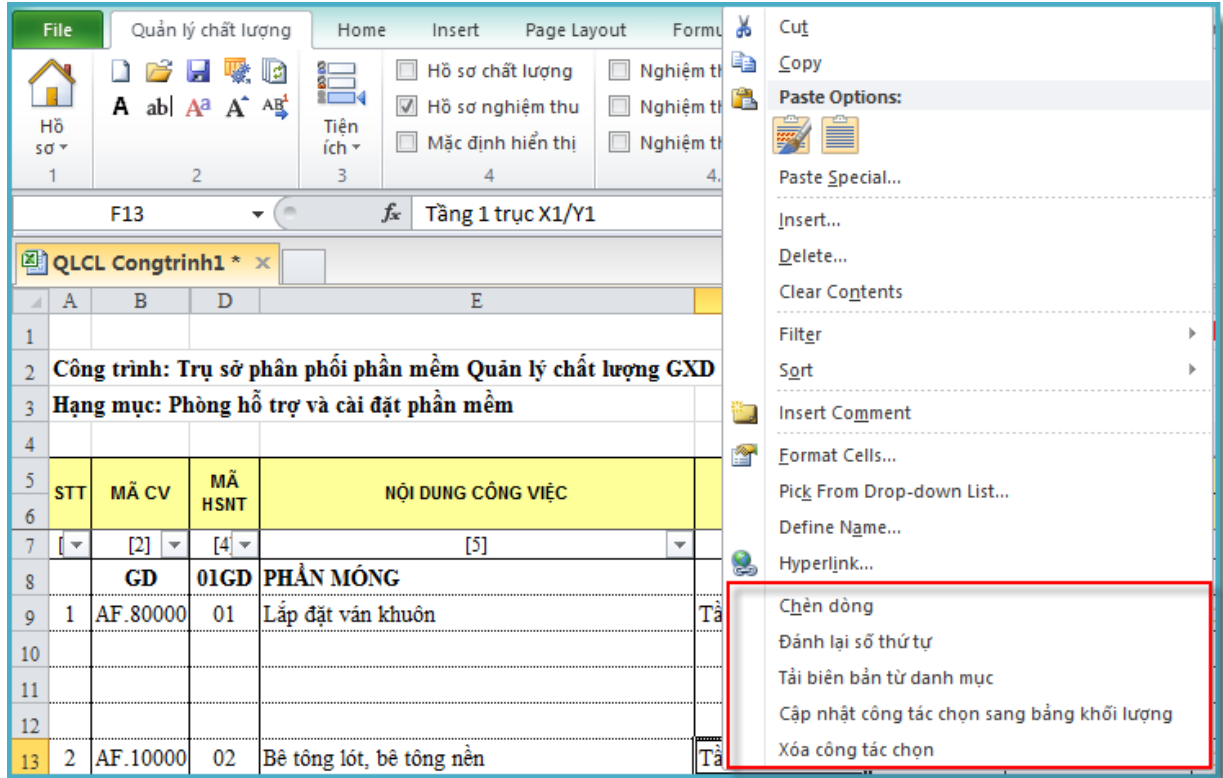 File Quản lý chất lượng Home Insert Page Layout Formu
Hồ sơ
1
A ab| Aa A AB1
2
Tiện ích
3
Hồ sơ chất lượng
Hồ sơ nghiệm thu
Mặc định hiển thị
4
Nghiệm th
Nghiệm th
Nghiệm th
4.
F13 fx Tầng 1 trục X1/Y1
QLCL Congtrinh1 *
A B D E
1
2 Công trình: Trụ sở phân phối phần mềm Quản lý chất lượng GXD
3 Hạng mục: Phòng hỗ trợ và cài đặt phần mềm
4
5
6
STT MÃ CV MÃ HSNT NỘI DUNG CÔNG VIỆC
7 [ [2] [4] [5]
8 GD 01GD PHẦN MÓNG
9 1 AF.80000 01 Lắp đặt ván khuôn Tầ
10
11
12
13 2 AF.10000 02 Bê tông lót, bê tông nền Tầ
Cut
Copy
Paste Options:
Paste Special...
Insert...
Delete...
Clear Contents
Filter
Sort
Insert Comment
Format Cells...
Pick From Drop-down List...
Define Name...
Hyperlink...
Chèn dòng
Đánh lại số thứ tự
Tải biên bản từ danh mục
Cập nhật công tác chọn sang bảng khối lượng
Xóa công tác chọn